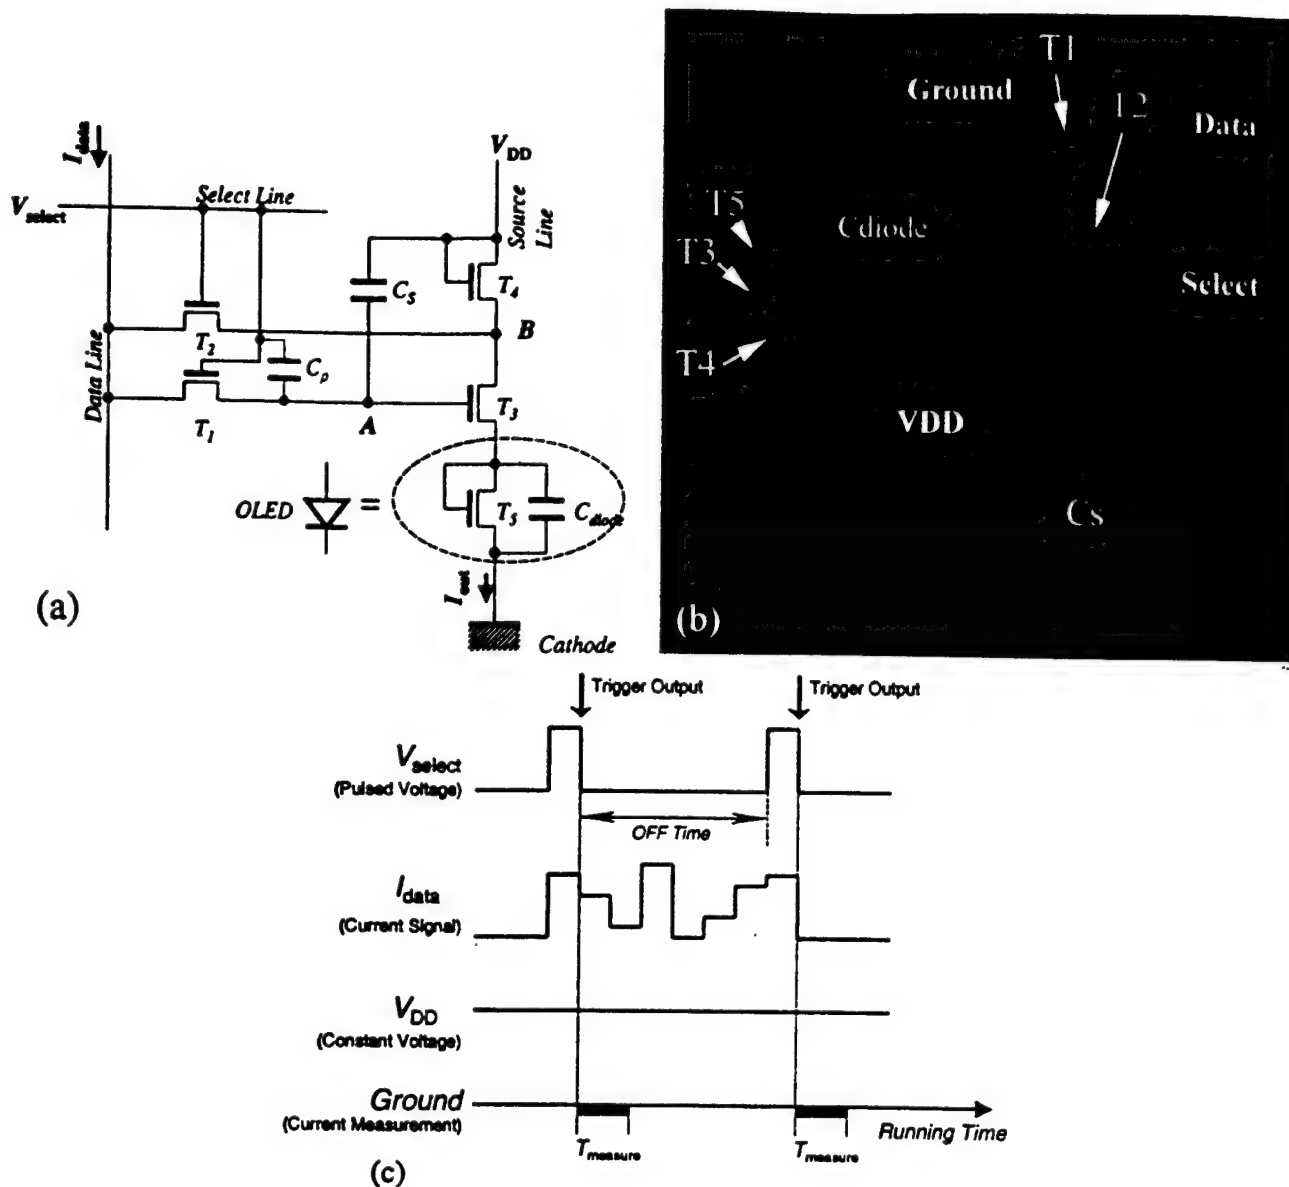 I_data
V_DD
V_select
Select Line
Source Line
C_S
T_4
T_2
B
C_p
Data Line
T_1
A
T_3
OLED
=
T_5
C_diode
I_out
Cathode
(a)
T1
Ground
T2
Data
T5
Cdiode
T3
Select
T4
VDD
Cs
(b)
Trigger Output
Trigger Output
V_select
(Pulsed Voltage)
OFF Time
I_data
(Current Signal)
V_DD
(Constant Voltage)
Ground
(Current Measurement)
Running Time
T_measure
T_measure
(c)